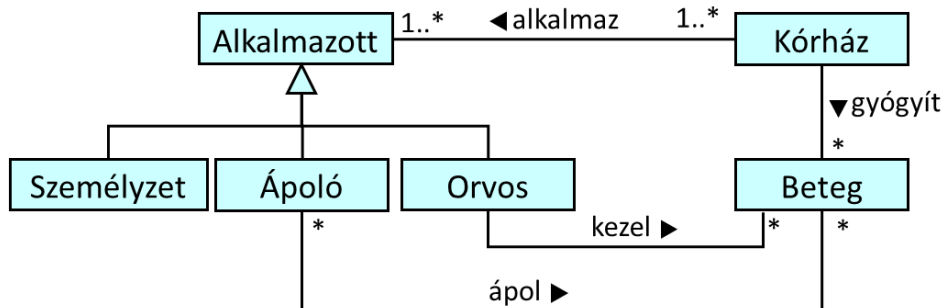 Alkalmazott 1..* ◄ alkalmaz 1..* Kórház
▼ gyógyít
*
Személyzet Ápoló Orvos Beteg
* kezel ► * *
ápol ►